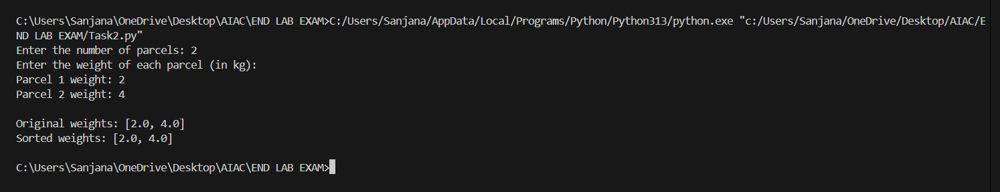 C:\Users\Sanjana\OneDrive\Desktop\AIAC\END LAB EXAM>C:/Users/Sanjana/AppData/Local/Programs/Python/Python313/python.exe "c:/Users/Sanjana/OneDrive/Desktop/AIAC/E
ND LAB EXAM/Task2.py"
Enter the number of parcels: 2
Enter the weight of each parcel (in kg):
Parcel 1 weight: 2
Parcel 2 weight: 4
Original weights: [2.0, 4.0]
Sorted weights: [2.0, 4.0]
C:\Users\Sanjana\OneDrive\Desktop\AIAC\END LAB EXAM>